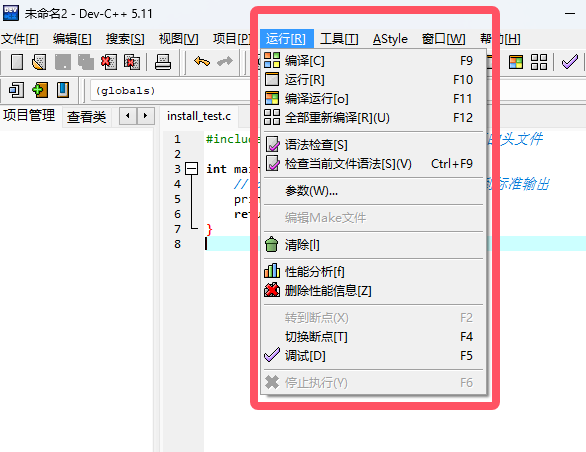 未命名2 - Dev-C++ 5.11
文件[F] 编辑[E] 搜索[S] 视图[V] 项目[P] 运行[R] 工具[T] AStyle 窗口[W] 帮助[H]
(globals)
项目管理 查看类
install_test.c
编译[C] F9
运行[R] F10
编译运行[o] F11
全部重新编译[R](U) F12
语法检查[S]
检查当前文件语法[S](V) Ctrl+F9
参数(W)...
编辑Make文件
清除[l]
性能分析[f]
删除性能信息[Z]
转到断点(X) F2
切换断点[T] F4
调试[D] F5
停止执行(Y) F6
1 #include 头文件
2
3 int main
4 // 标准输出
5 prin
6 retu
7 }
8